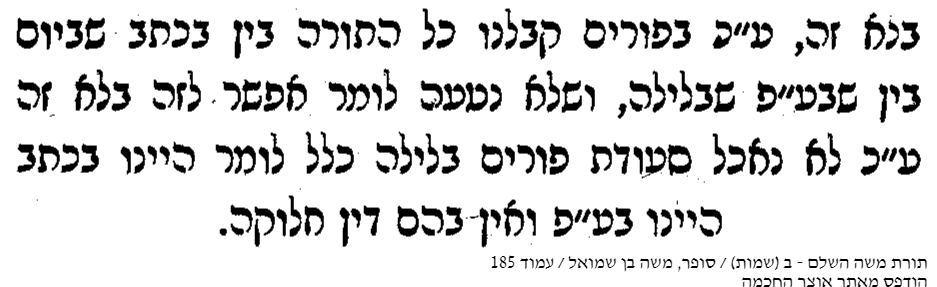 בלא זה, ע״כ בפורים קבלנו כל התורה בין בכתב שביום
בין שבע״פ שבלילה, ושלא נטעה לומר אפשר לזה בלא זה
ע״כ לא נאכל סעודת פורים בלילה כלל לומר היינו בכתב
היינו בע״פ ואין בהם דין חלוקה.
תורת משה השלם - ב (שמות) / סופר, משה בן שמואל / עמוד 185
הודפס מאתר אוצר החכמה